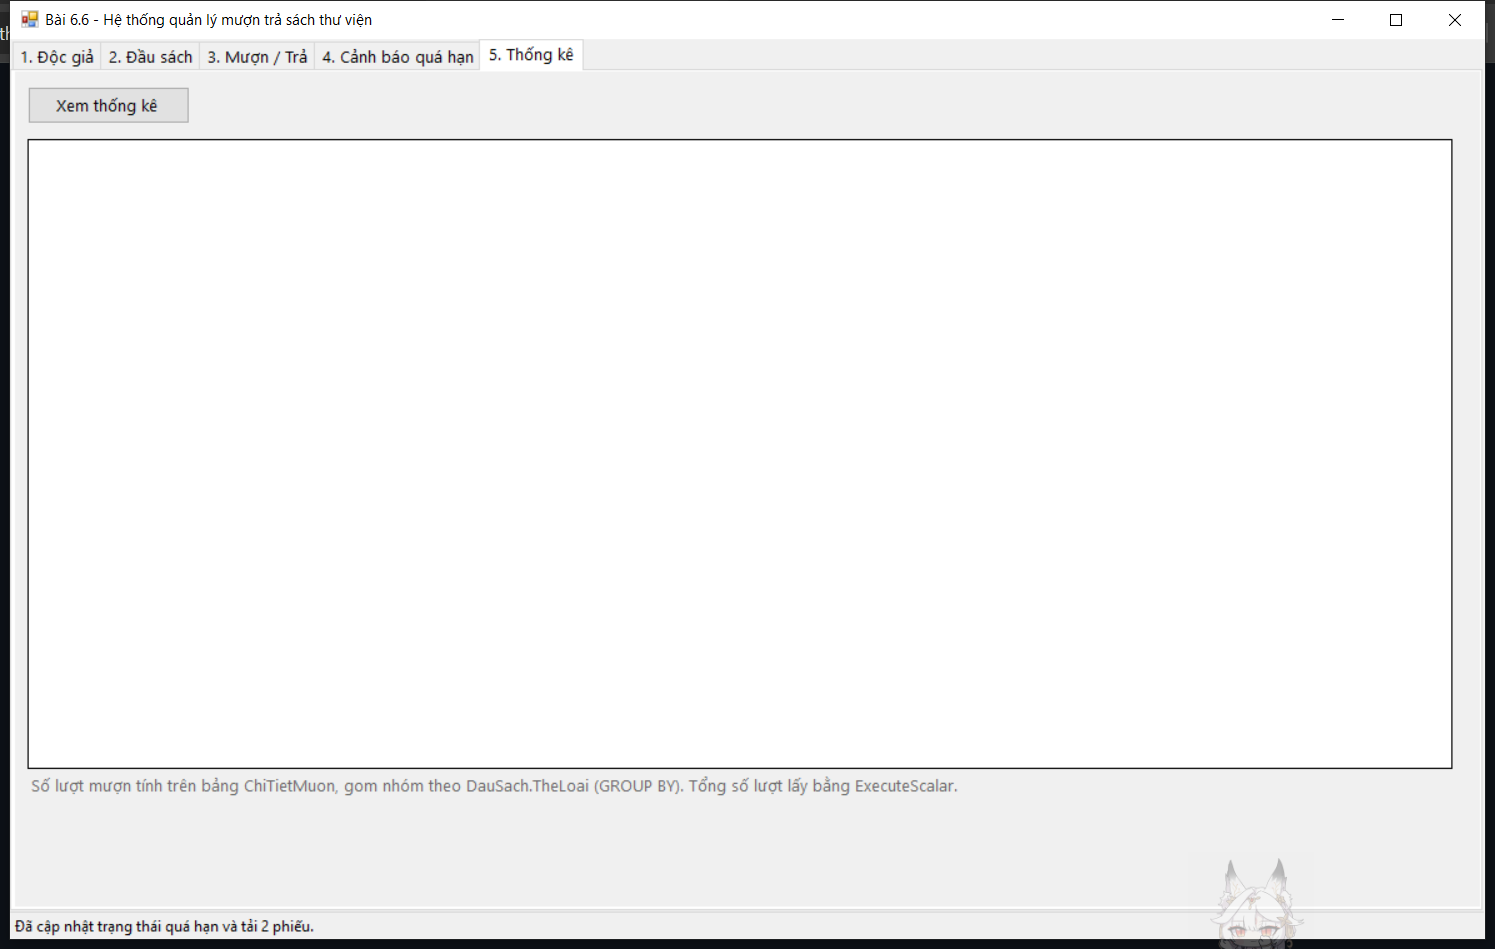 Bài 6.6 - Hệ thống quản lý mượn trả sách thư viện
1. Độc giả
2. Đầu sách
3. Mượn / Trả
4. Cảnh báo quá hạn
5. Thống kê
Xem thống kê
Số lượt mượn tính trên bảng ChiTietMuon, gom nhóm theo DauSach.TheLoai (GROUP BY). Tổng số lượt lấy bằng ExecuteScalar.
Đã cập nhật trạng thái quá hạn và tải 2 phiếu.